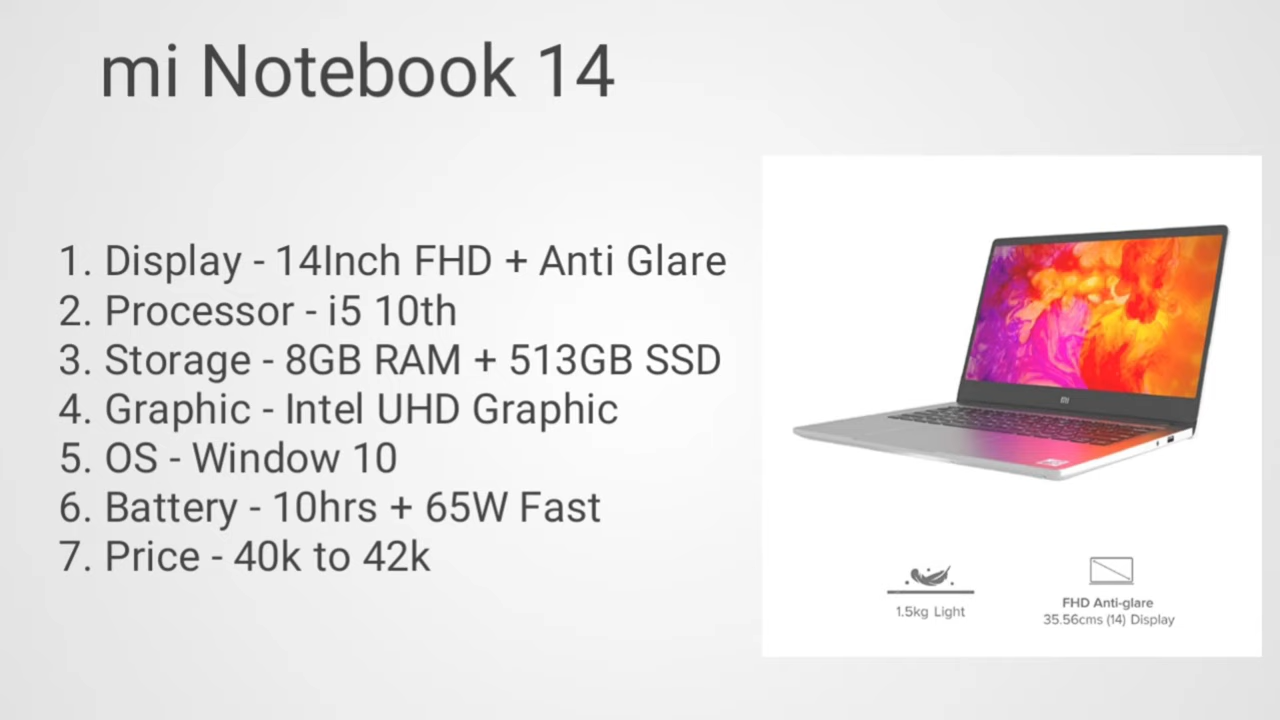 mi Notebook 14
1. Display - 14Inch FHD + Anti Glare
2. Processor - i5 10th
3. Storage - 8GB RAM + 513GB SSD
4. Graphic - Intel UHD Graphic
5. OS - Window 10
6. Battery - 10hrs + 65W Fast
7. Price - 40k to 42k
mi
1.5kg Light
FHD Anti-glare
35.56cms (14) Display